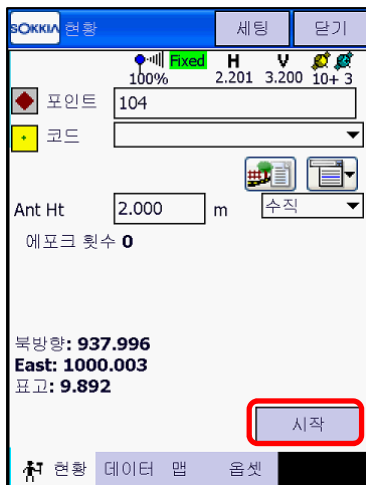 SOKKIA 현황 세팅 닫기
Fixed H V
100% 2.201 3.200 10+ 3
포인트 104
코드
Ant Ht 2.000 m 수직
에포크 횟수 0
북방향: 937.996
East: 1000.003
표고: 9.892
시작
현황 데이터 맵 옵셋